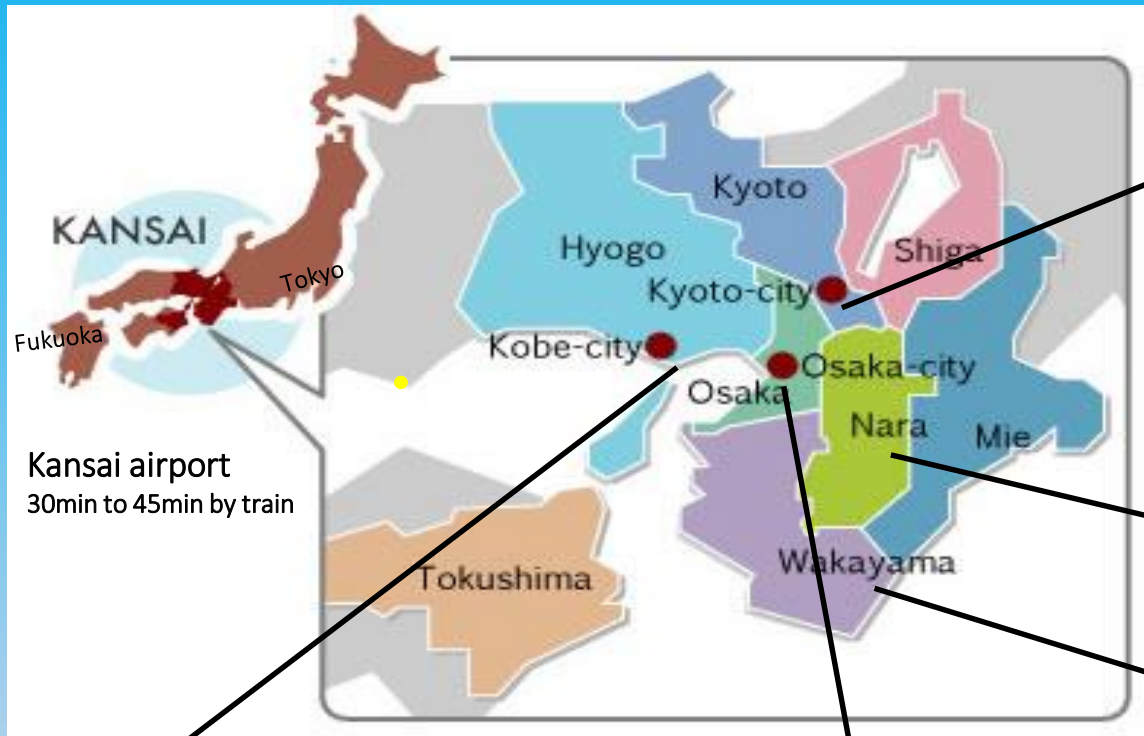 KANSAI
Tokyo
Fukuoka
Kansai airport
30min to 45min by train
Kyoto
Hyogo
Shiga
Kyoto-city
Kobe-city
Osaka-city
Osaka
Nara
Mie
Wakayama
Tokushima